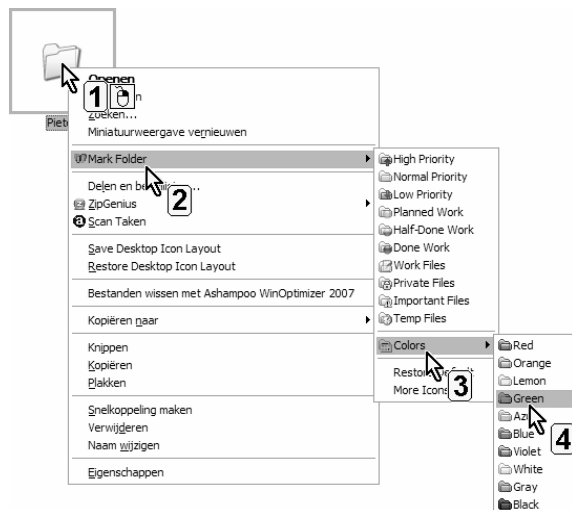 Openen
1
Zoeken...
Miniatuurweergave vernieuwen
Piet
Mark Folder
2
Delen en
ZipGenius
Scan Taken
Save Desktop Icon Layout
Restore Desktop Icon Layout
Bestanden wissen met Ashampoo WinOptimizer 2007
Kopiëren naar
Knippen
Kopiëren
Plakken
Snelkoppeling maken
Verwijderen
Naam wijzigen
Eigenschappen
High Priority
Normal Priority
Low Priority
Planned Work
Half-Done Work
Done Work
Work Files
Private Files
Important Files
Temp Files
Colors
3
More Icons
Red
Orange
Lemon
Green
Blue
4
Violet
White
Gray
Black